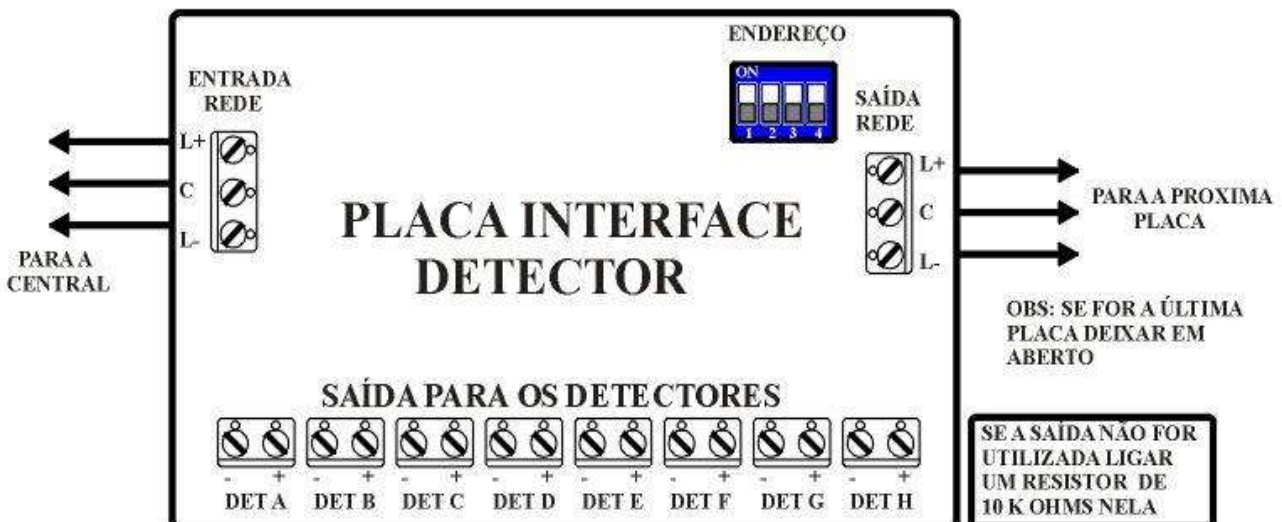 ENDEREÇO
ON
1 2 3 4
ENTRADA
REDE
L+
C
L-
PARA A
CENTRAL
SAÍDA
REDE
L+
C
L-
PARA A PROXIMA
PLACA
PLACA INTERFACE
DETECTOR
OBS: SE FOR A ÚLTIMA
PLACA DEIXAR EM
ABERTO
SAÍDA PARA OS DETECTORES
- + - + - + - + - + - + - + - +
DET A DET B DET C DET D DET E DET F DET G DET H
SE A SAÍDA NÃO FOR
UTILIZADA LIGAR
UM RESISTOR DE
10 K OHMS NELA